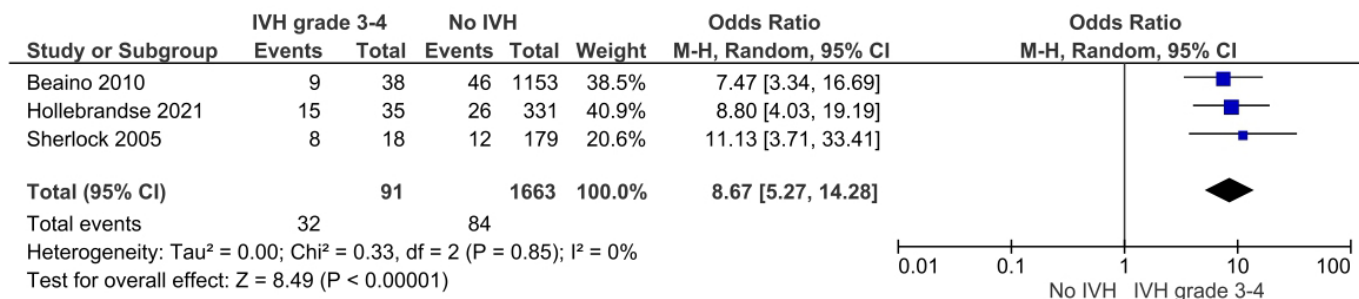 IVH grade 3-4 No IVH Odds Ratio Odds Ratio
Study or Subgroup Events Total Events Total Weight M-H, Random, 95% CI M-H, Random, 95% CI
Beaino 2010 9 38 46 1153 38.5% 7.47 [3.34, 16.69]
Hollebrandse 2021 15 35 26 331 40.9% 8.80 [4.03, 19.19]
Sherlock 2005 8 18 12 179 20.6% 11.13 [3.71, 33.41]
Total (95% CI) 91 1663 100.0% 8.67 [5.27, 14.28]
Total events 32 84
Heterogeneity: Tau² = 0.00; Chi² = 0.33, df = 2 (P = 0.85); I² = 0%
Test for overall effect: Z = 8.49 (P < 0.00001)
0.01 0.1 1 10 100
No IVH IVH grade 3-4